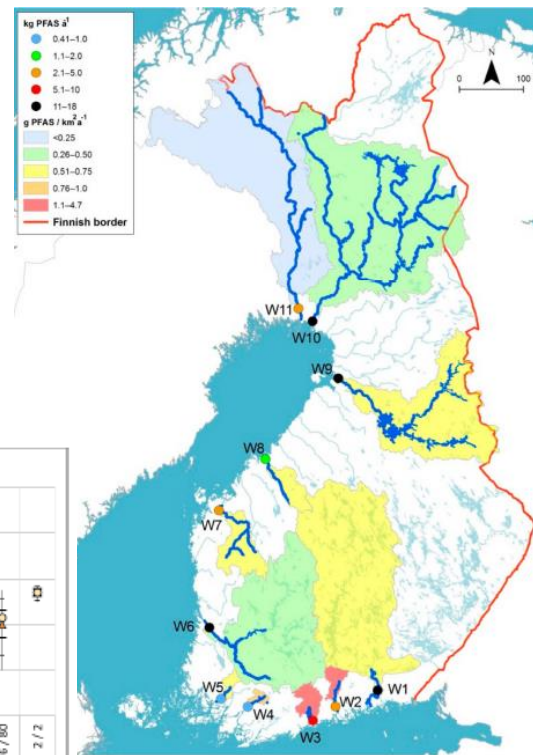 kg PFAS a⁻¹
0.41–1.0
1.1–2.0
2.1–5.0
5.1–10
11–18
g PFAS / km² a⁻¹
<0.25
0.26–0.50
0.51–0.75
0.76–1.0
1.1–4.7
Finnish border
N
0 100
W11
W10
W9
W8
W7
W6
W5
W4
W3
W2
W1
/ 80
2 / 2